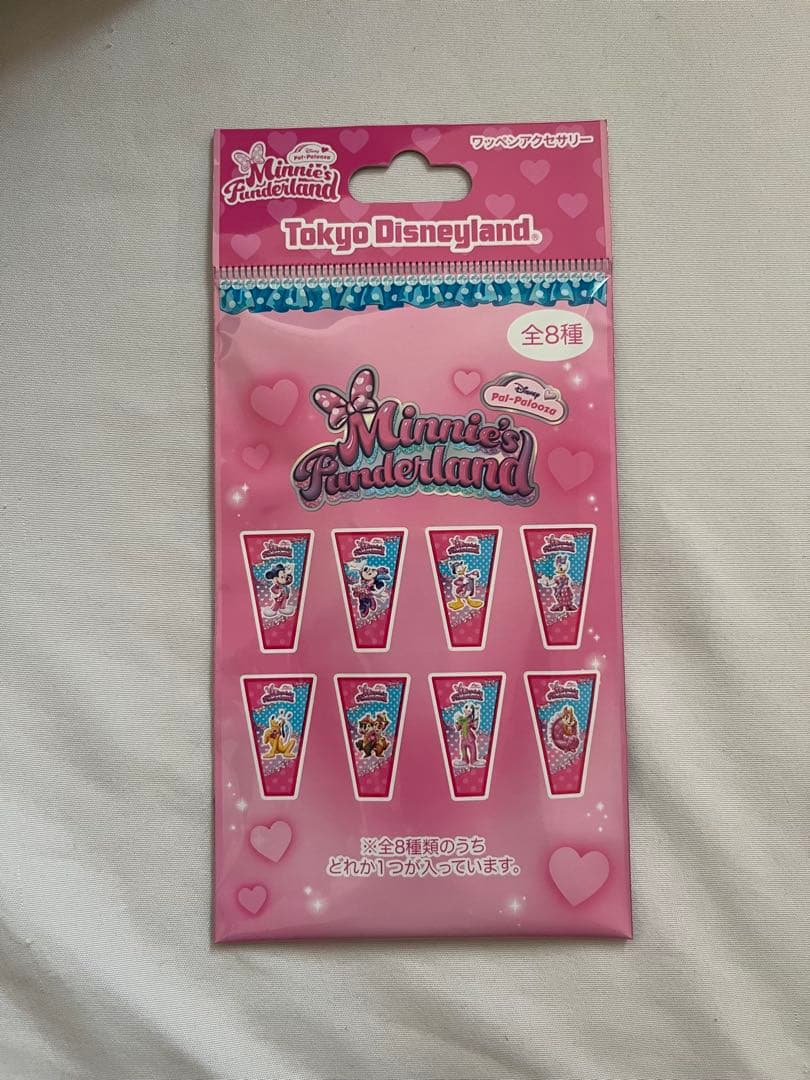 Disney
Pal-Palooza
Minnie's
Funderland
ワッペンアクセサリー
Tokyo Disneyland®
全8種
Disney
Pal-Palooza
Minnie's
Funderland
※全8種類のうち
どれか1つが入っています。